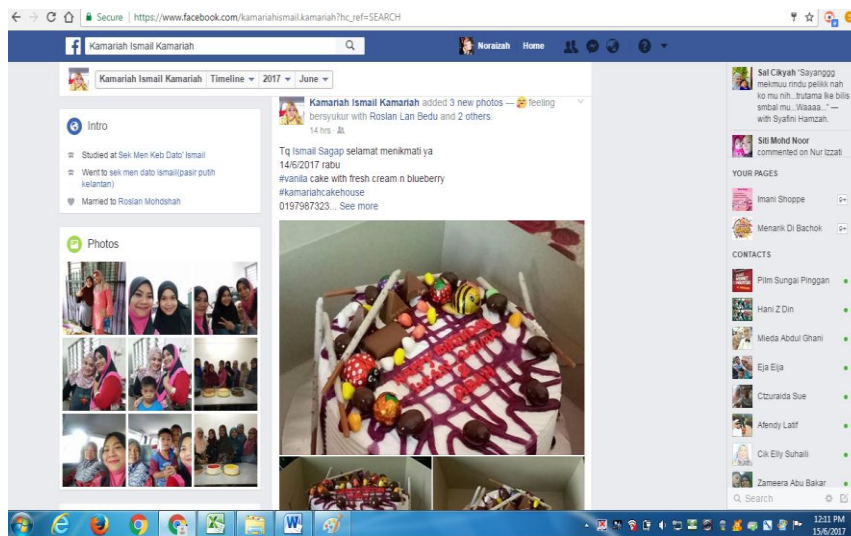 Secure | https://www.facebook.com/kamariahismail.kamariah?hc_ref=SEARCH
Kamariah Ismail Kamariah
Noraizah Home
Kamariah Ismail Kamariah Timeline 2017 June
Intro
Studied at Sek Men Keb Dato' Ismail
Went to sek men dato ismail(pasir putih
kelantan)
Married to Roslan Mohdshah
Photos
Kamariah Ismail Kamariah added 3 new photos — feeling
bersyukur with Roslan Lan Bedu and 2 others.
14 hrs
Tq Ismail Sagap selamat menikmati ya
14/6/2017 rabu
#vanila cake with fresh cream n blueberry
#kamariahcakehouse
0197987323... See more
Sal Cikyah "Sayanggg
mekmuu rindu pelikk nah
ko mu nih...trutama lke bilis
smbal mu...Waaaa..." —
with Syafini Hamzah.
Siti Mohd Noor
commented on Nur Izzati
YOUR PAGES
Imani Shoppe 9+
Menarik Di Bachok 9+
CONTACTS
Pilm Sungai Pinggan
Hani Z Din
Mieda Abdul Ghani
Eja Eija
Ctzuraida Sue
Afendy Latif
Cik Elly Suhaili
Zameera Abu Bakar
Search
12:11 PM
15/6/2017